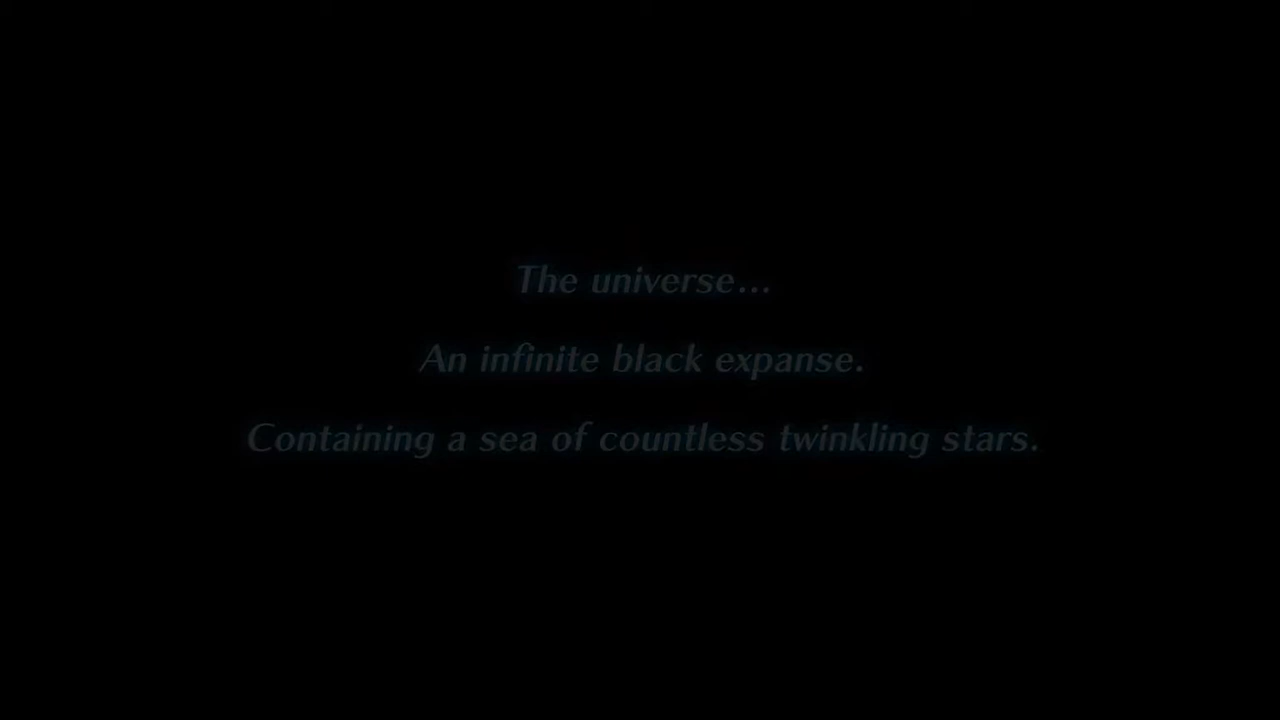 The universe...
An infinite black expanse.
Containing a sea of countless twinkling stars.